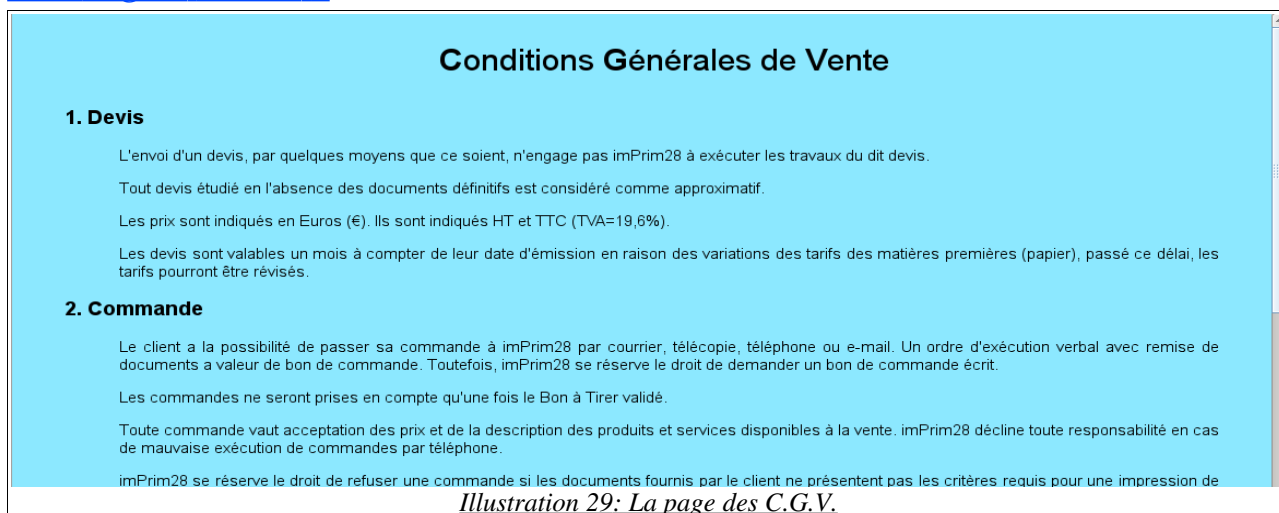 Conditions Générales de Vente
1. Devis
L'envoi d'un devis, par quelques moyens que ce soient, n'engage pas imPrim28 à exécuter les travaux du dit devis.
Tout devis étudié en l'absence des documents définitifs est considéré comme approximatif.
Les prix sont indiqués en Euros (€). Ils sont indiqués HT et TTC (TVA=19,6%).
Les devis sont valables un mois à compter de leur date d'émission en raison des variations des tarifs des matières premières (papier), passé ce délai, les
tarifs pourront être révisés.
2. Commande
Le client a la possibilité de passer sa commande à imPrim28 par courrier, télécopie, téléphone ou e-mail. Un ordre d'exécution verbal avec remise de
documents a valeur de bon de commande. Toutefois, imPrim28 se réserve le droit de demander un bon de commande écrit.
Les commandes ne seront prises en compte qu'une fois le Bon à Tirer validé.
Toute commande vaut acceptation des prix et de la description des produits et services disponibles à la vente. imPrim28 décline toute responsabilité en cas
de mauvaise exécution de commandes par téléphone.
imPrim28 se réserve le droit de refuser une commande si les documents fournis par le client ne présentent pas les critères requis pour une impression de
Illustration 29: La page des C.G.V.